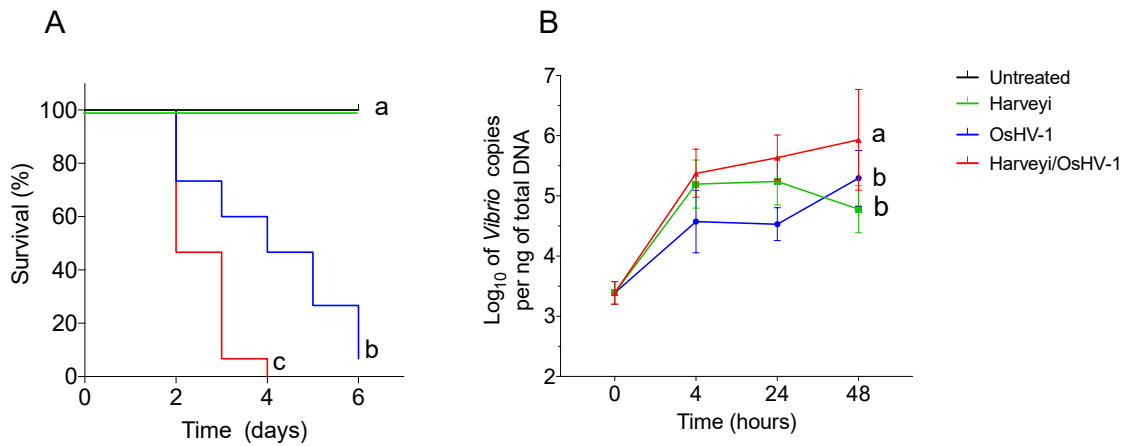 A
Survival (%)
100
80
60
40
20
0
0
2
4
6
Time (days)
a
b
c
B
Log10 of Vibrio copies
per ng of total DNA
7
6
5
4
3
2
0
4
24
48
Time (hours)
a
b
b
Untreated
Harveyi
OsHV-1
Harveyi/OsHV-1